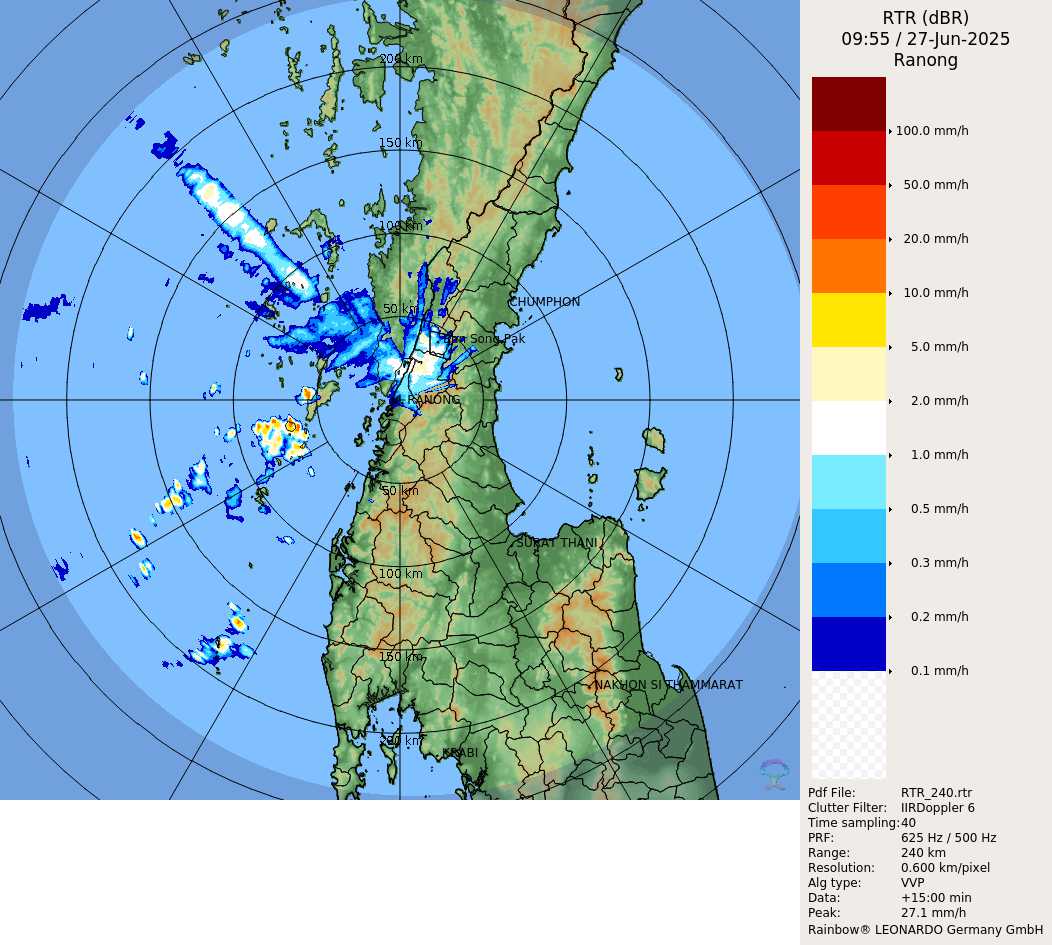 RTR (dBR)
09:55 / 27-Jun-2025
Ranong
200 km
150 km
100 km
50 km
CHUMPHON
Ban Song Pak
RANONG
50 km
SURAT THANI
100 km
150 km
NAKHON SI THAMMARAT
200 km
KRABI
100.0 mm/h
50.0 mm/h
20.0 mm/h
10.0 mm/h
5.0 mm/h
2.0 mm/h
1.0 mm/h
0.5 mm/h
0.3 mm/h
0.2 mm/h
0.1 mm/h
Pdf File: RTR_240.rtr
Clutter Filter: IIRDoppler 6
Time sampling:40
PRF: 625 Hz / 500 Hz
Range: 240 km
Resolution: 0.600 km/pixel
Alg type: VVP
Data: +15:00 min
Peak: 27.1 mm/h
Rainbow® LEONARDO Germany GmbH